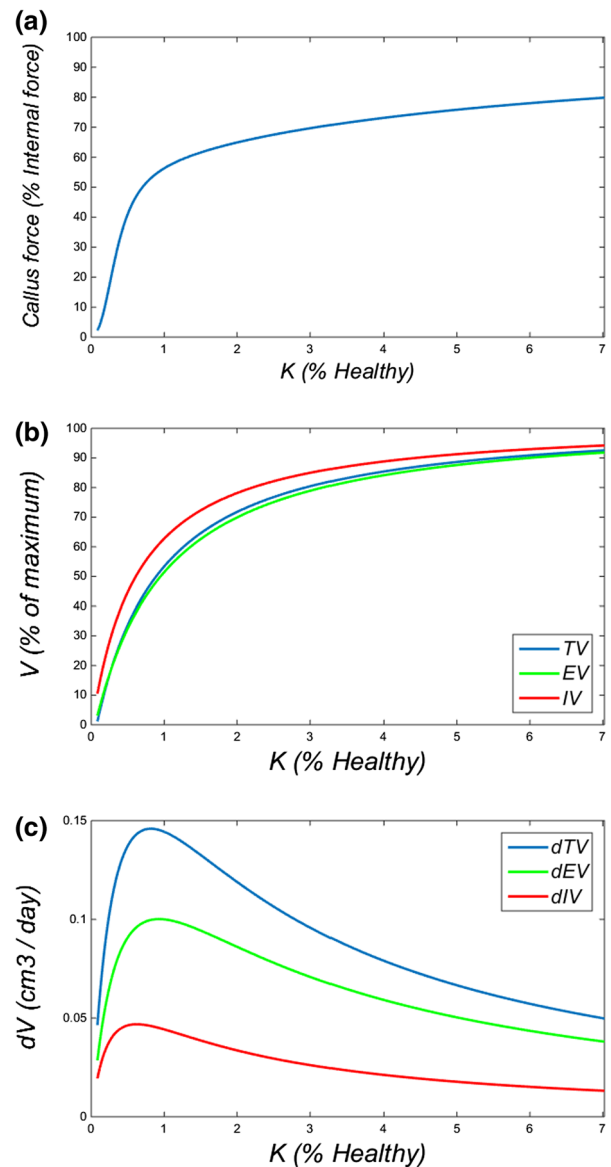 (a)
Callus force (% Internal force)
100
90
80
70
60
50
40
30
20
10
0
0 1 2 3 4 5 6 7
K (% Healthy)
(b)
V (% of maximum)
100
90
80
70
60
50
40
30
20
10
0
TV
EV
IV
0 1 2 3 4 5 6 7
K (% Healthy)
(c)
dV (cm3 / day)
0.15
0.1
0.05
0
dTV
dEV
dIV
0 1 2 3 4 5 6 7
K (% Healthy)